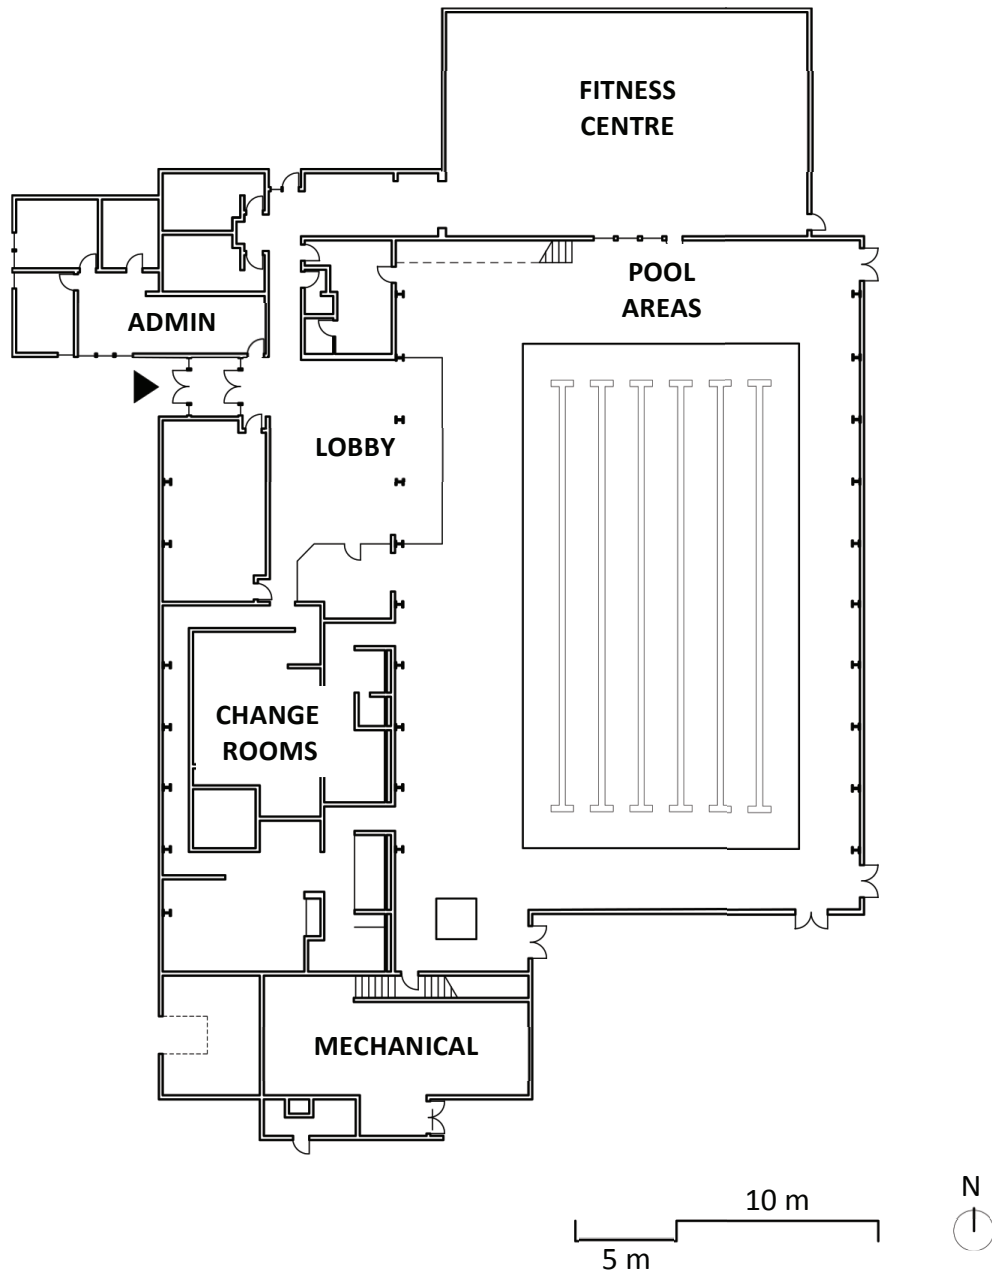 FITNESS
CENTRE
POOL
AREAS
ADMIN
LOBBY
CHANGE
ROOMS
MECHANICAL
10 m
5 m
N